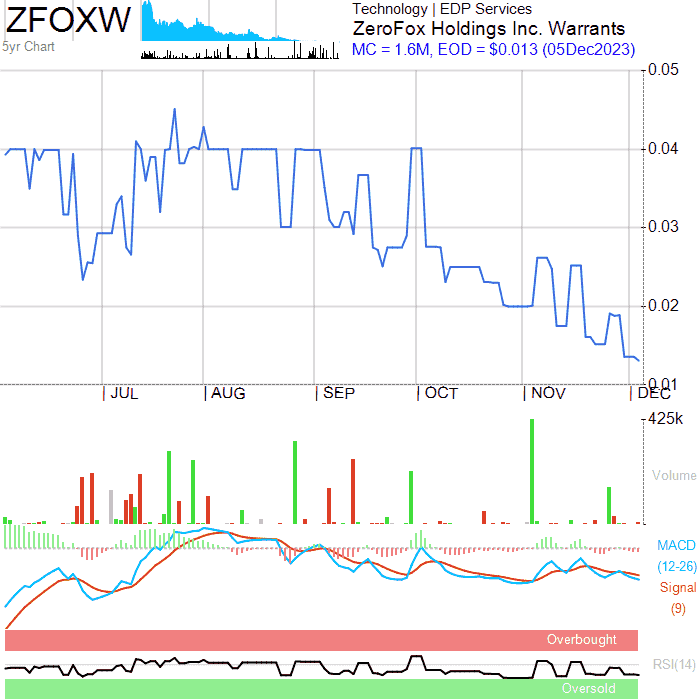 ZFOXW
5yr Chart
Technology | EDP Services
ZeroFox Holdings Inc. Warrants
MC = 1.6M, EOD = $0.013 (05Dec2023)
0.05
0.04
0.03
0.02
0.01
JUL
AUG
SEP
OCT
NOV
DEC
425k
Volume
MACD
(12-26)
Signal
(9)
Overbought
RSI(14)
Oversold